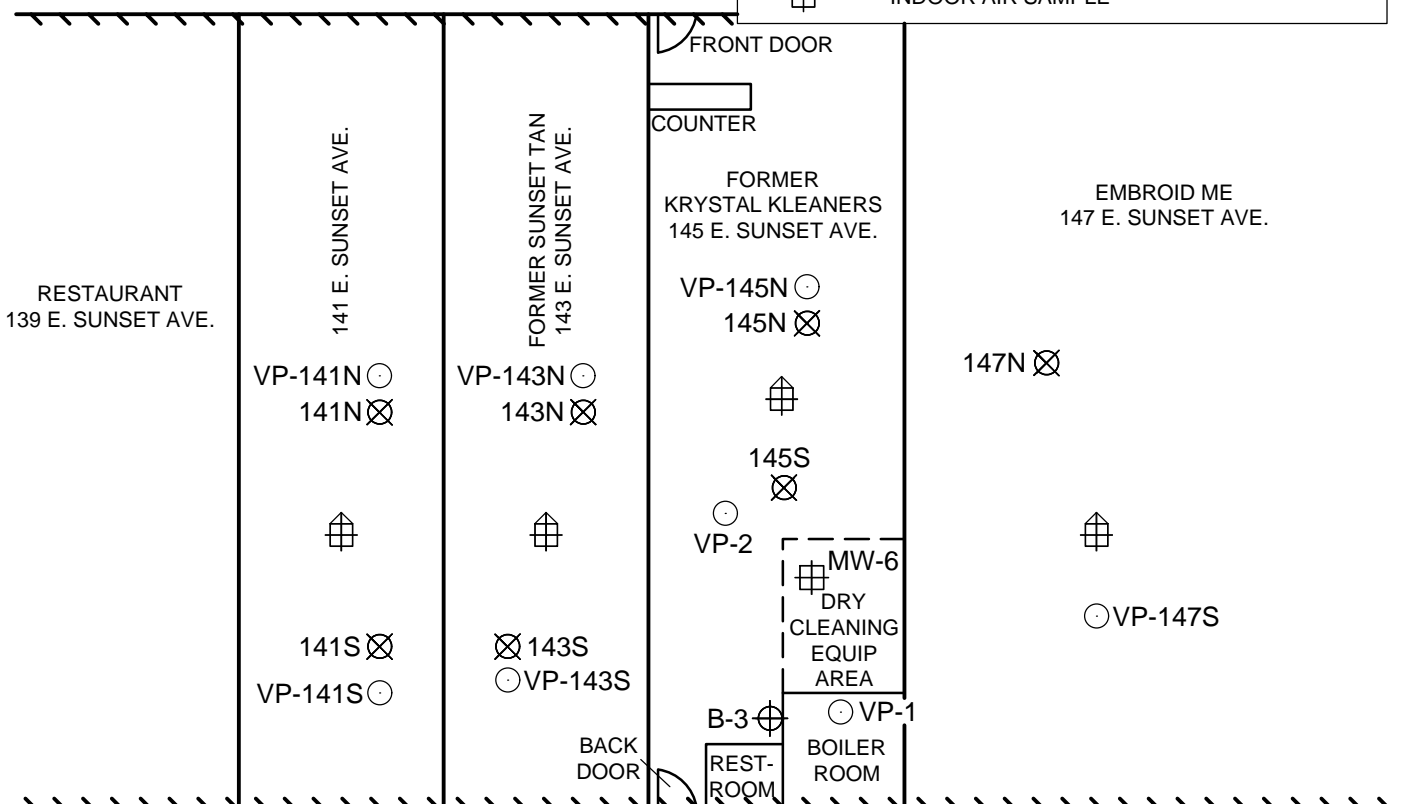 INDOOR AIR SAMPLE
FRONT DOOR
COUNTER
141 E. SUNSET AVE.
FORMER SUNSET TAN
143 E. SUNSET AVE.
FORMER
KRYSTAL KLEANERS
145 E. SUNSET AVE.
EMBROID ME
147 E. SUNSET AVE.
RESTAURANT
139 E. SUNSET AVE.
VP-145N
145N
147N
VP-141N
141N
VP-143N
143N
145S
VP-2
MW-6
DRY
CLEANING
EQUIP
AREA
VP-147S
141S
VP-141S
143S
VP-143S
B-3
VP-1
BOILER
ROOM
BACK
DOOR
REST-
ROOM